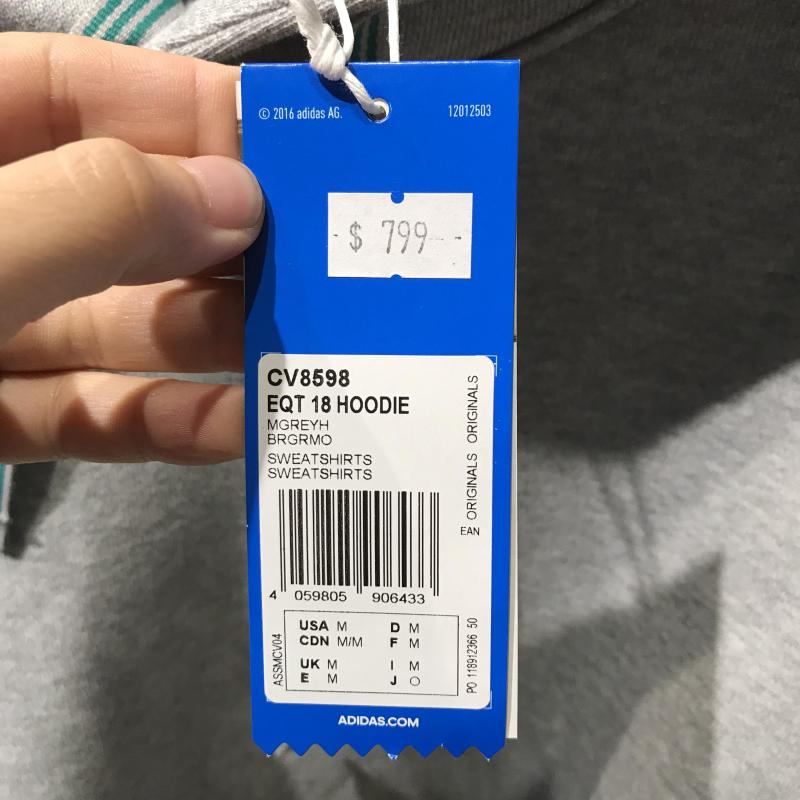 © 2016 adidas AG. 12012503
- $ 799-- -
CV8598
EQT 18 HOODIE
MGREYH
BRGRMO
SWEATSHIRTS
SWEATSHIRTS
ORIGINALS ORIGINALS
EAN
4 059805 906433
ASSMCV04
USA M D M
CDN M/M F M
UK M I M
E M J O
PO 118912366 50
ADIDAS.COM